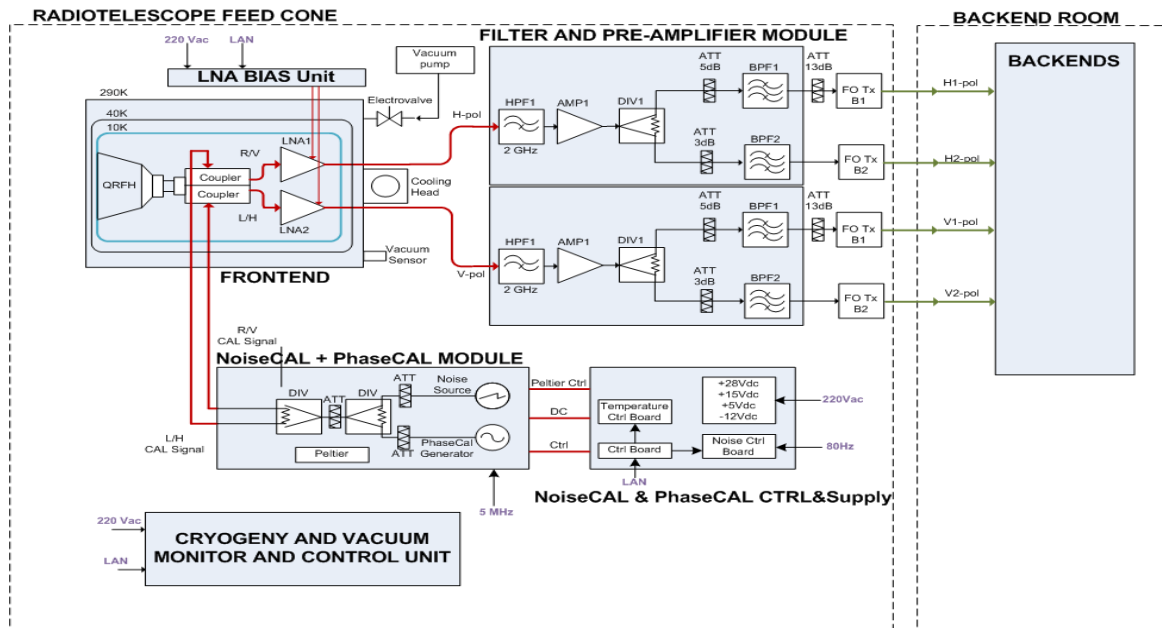 RADIOTELESCOPE FEED CONE
BACKEND ROOM
220 Vac
LAN
LNA BIAS Unit
Vacuum
pump
Electrovalve
290K
40K
10K
QRFH
Coupler
Coupler
R/V
L/H
LNA1
LNA2
Cooling
Head
Vacuum
Sensor
FRONTEND
H-pol
V-pol
FILTER AND PRE-AMPLIFIER MODULE
HPF1
2 GHz
AMP1
DIV1
ATT
5dB
BPF1
ATT
13dB
FO Tx
B1
ATT
3dB
BPF2
FO Tx
B2
HPF1
2 GHz
AMP1
DIV1
ATT
5dB
BPF1
ATT
13dB
FO Tx
B1
ATT
3dB
BPF2
FO Tx
B2
H1-pol
H2-pol
V1-pol
V2-pol
BACKENDS
R/V
CAL Signal
L/H
CAL Signal
NoiseCAL + PhaseCAL MODULE
DIV
ATT
DIV
ATT
Noise
Source
ATT
PhaseCal
Generator
Peltier
5 MHz
Peltier Ctrl
DC
Ctrl
Temperature
Ctrl Board
Ctrl Board
LAN
+28Vdc
+15Vdc
+5Vdc
-12Vdc
220Vac
Noise Ctrl
Board
80Hz
NoiseCAL & PhaseCAL CTRL&Supply
220 Vac
LAN
CRYOGENY AND VACUUM
MONITOR AND CONTROL UNIT